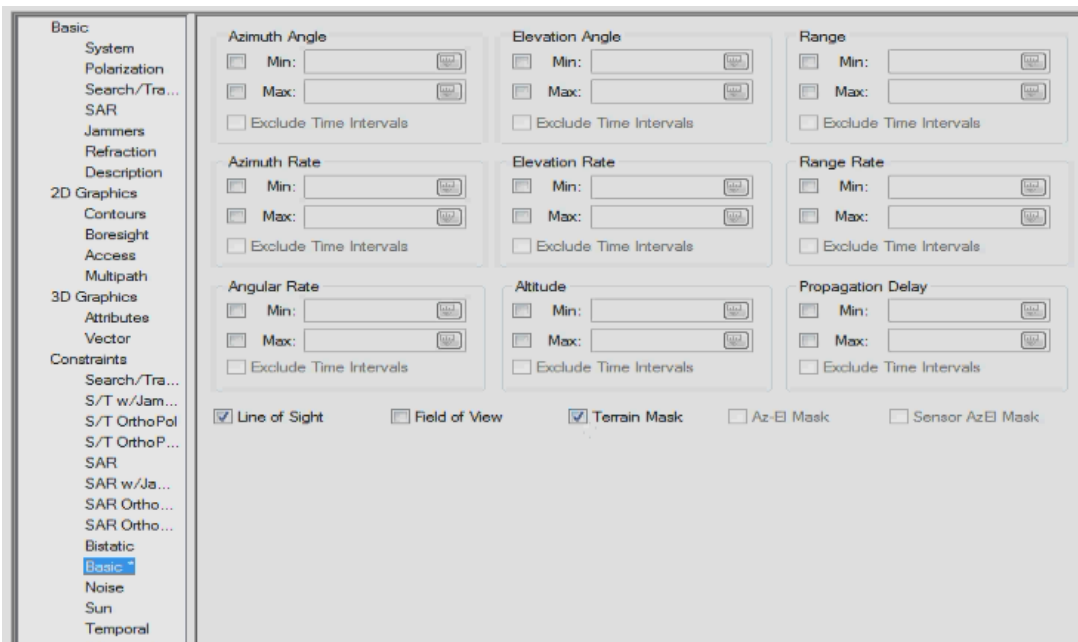 Basic
System
Polarization
Search/Tra...
SAR
Jammers
Refraction
Description
2D Graphics
Contours
Boresight
Access
Multipath
3D Graphics
Attributes
Vector
Constraints
Search/Tra...
S/T w/Jam...
S/T OrthoPol
S/T OrthoP...
SAR
SAR w/Ja...
SAR Ortho...
SAR Ortho...
Bistatic
Basic *
Noise
Sun
Temporal
Azimuth Angle
Min:
Max:
Exclude Time Intervals
Elevation Angle
Min:
Max:
Exclude Time Intervals
Range
Min:
Max:
Exclude Time Intervals
Azimuth Rate
Min:
Max:
Exclude Time Intervals
Elevation Rate
Min:
Max:
Exclude Time Intervals
Range Rate
Min:
Max:
Exclude Time Intervals
Angular Rate
Min:
Max:
Exclude Time Intervals
Altitude
Min:
Max:
Exclude Time Intervals
Propagation Delay
Min:
Max:
Exclude Time Intervals
Line of Sight Field of View Terrain Mask Az-El Mask Sensor AzEl Mask